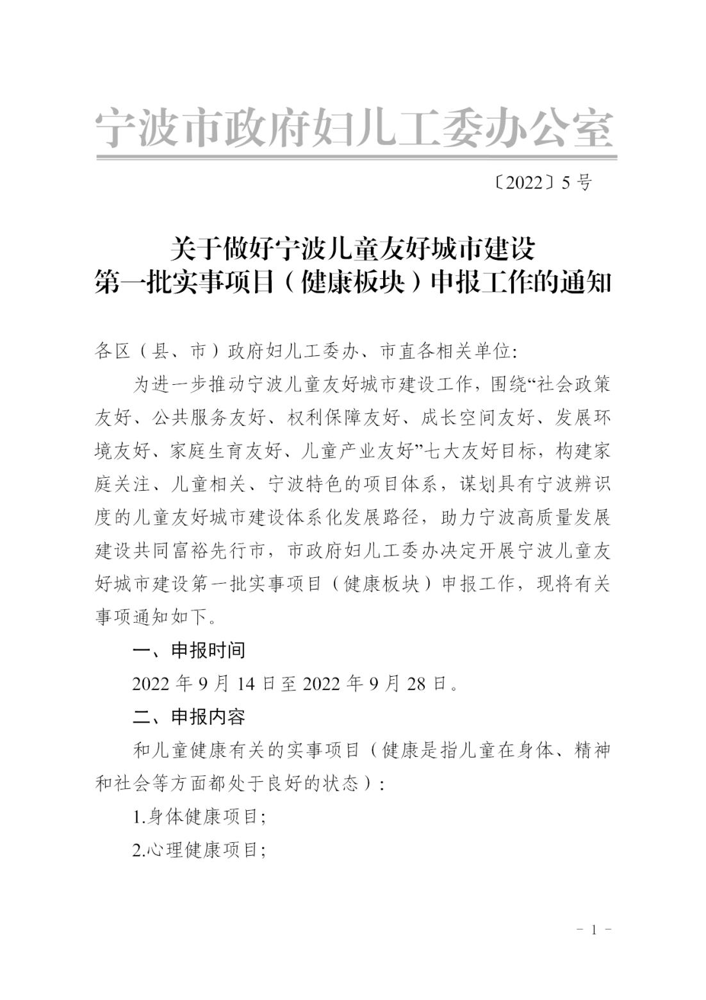 宁波市政府妇儿工委办公室
〔2022〕5 号
关于做好宁波儿童友好城市建设
第一批实事项目（健康板块）申报工作的通知
各区（县、市）政府妇儿工委办、市直各相关单位：
为进一步推动宁波儿童友好城市建设工作，围绕“社会政策
友好、公共服务友好、权利保障友好、成长空间友好、发展环
境友好、家庭生育友好、儿童产业友好”七大友好目标，构建家
庭关注、儿童相关、宁波特色的项目体系，谋划具有宁波辨识
度的儿童友好城市建设体系化发展路径，助力宁波高质量发展
建设共同富裕先行市，市政府妇儿工委办决定开展宁波儿童友
好城市建设第一批实事项目（健康板块）申报工作，现将有关
事项通知如下。
一、申报时间
2022 年 9 月 14 日至 2022 年 9 月 28 日。
二、申报内容
和儿童健康有关的实事项目（健康是指儿童在身体、精神
和社会等方面都处于良好的状态）：
1.身体健康项目；
2.心理健康项目；
- 1 -